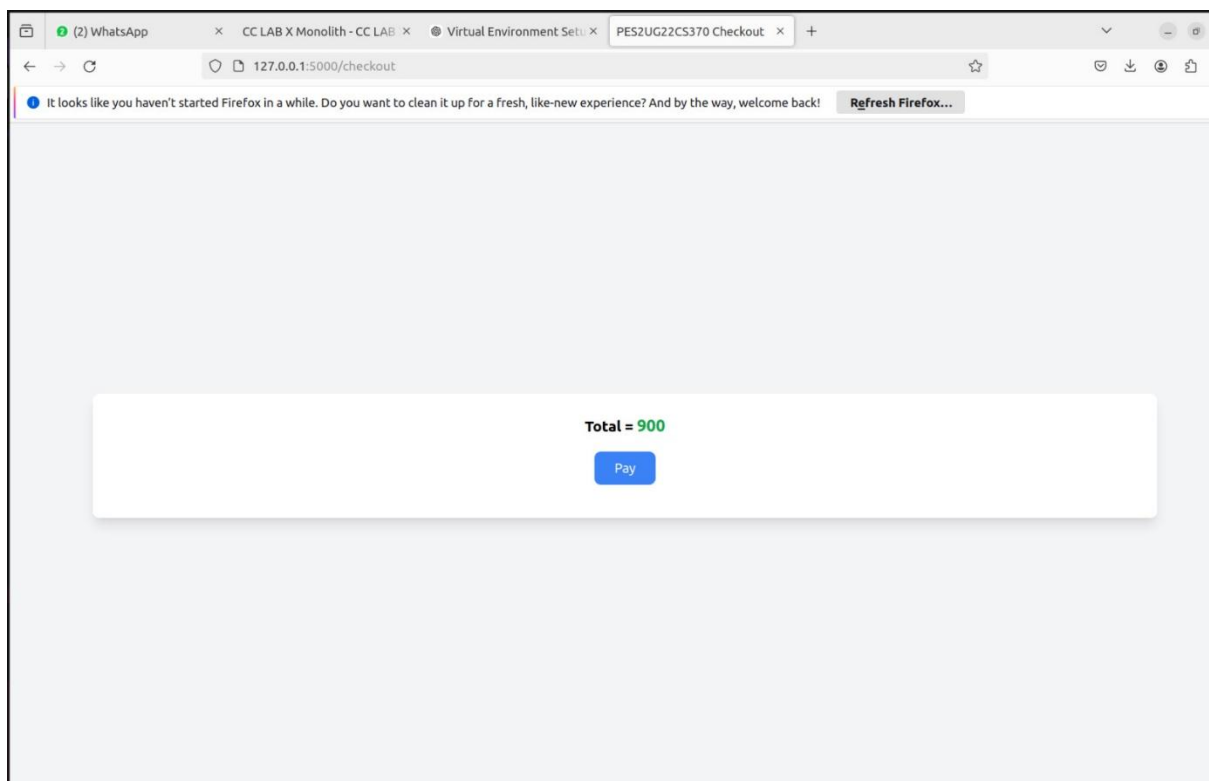 (2) WhatsApp
CC LAB X Monolith - CC LAB
Virtual Environment Setu
PES2UG22CS370 Checkout
127.0.0.1:5000/checkout
It looks like you haven't started Firefox in a while. Do you want to clean it up for a fresh, like-new experience? And by the way, welcome back! Refresh Firefox...
Total = 900
Pay